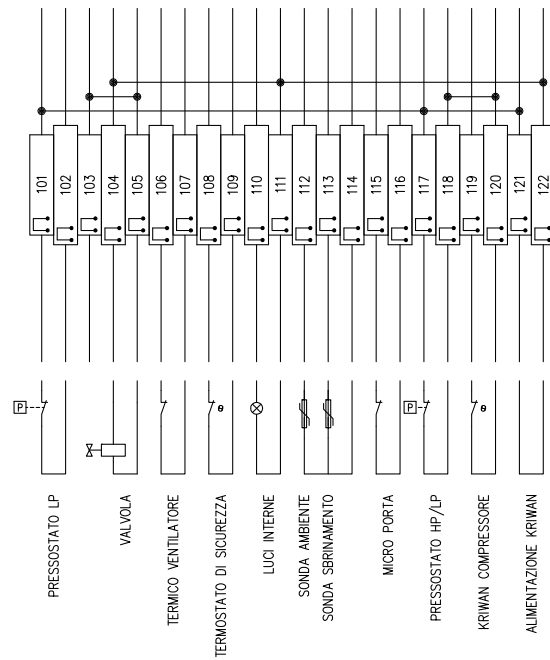 101
102
103
104
105
106
107
108
109
110
111
112
113
114
115
116
117
118
119
120
121
122
P
θ
P
θ
PRESSOSTATO LP
VALVOLA
TERMICO VENTILATORE
TERMOSTATO DI SICUREZZA
LUCI INTERNE
SONDA AMBIENTE
SONDA SBRINAMENTO
MICRO PORTA
PRESSOSTATO HP/LP
KRIWAN COMPRESSORE
ALIMENTAZIONE KRIWAN